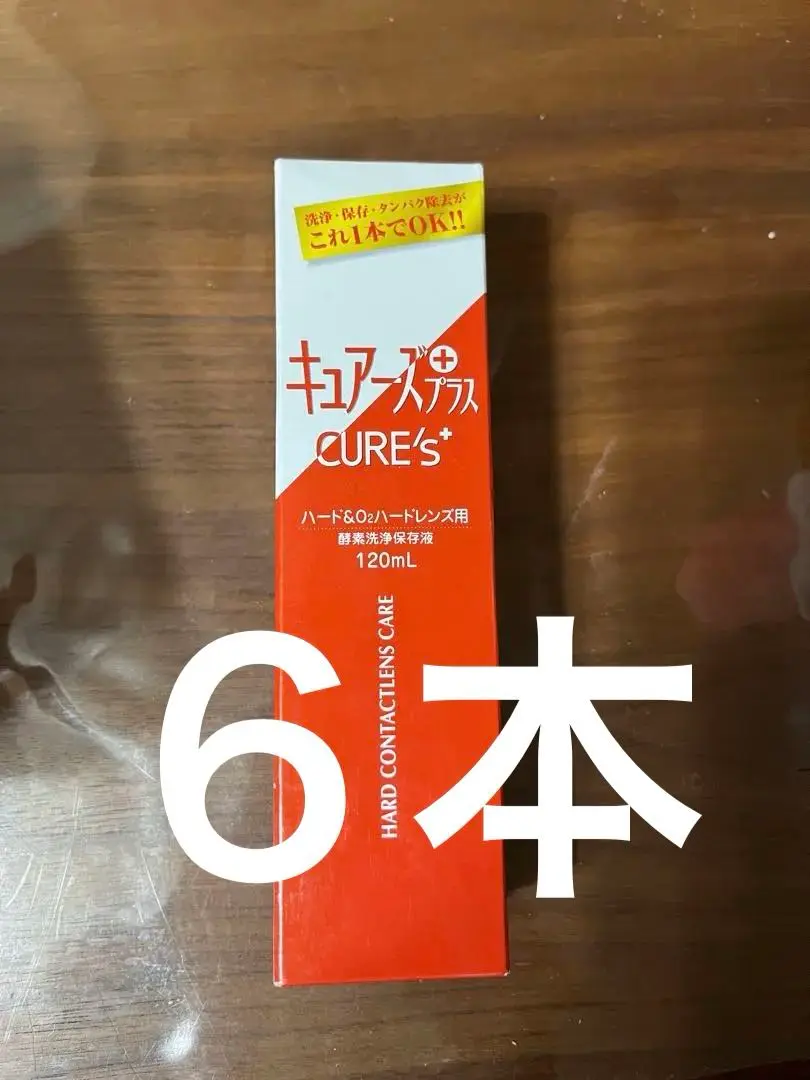 洗浄・保存・タンパク除去が
これ1本でOK!!
キュアーズ+プラス
CURE's+
ハード&O2ハードレンズ用
酵素洗浄保存液
120mL
HARD CONTACTLENS CARE
6本